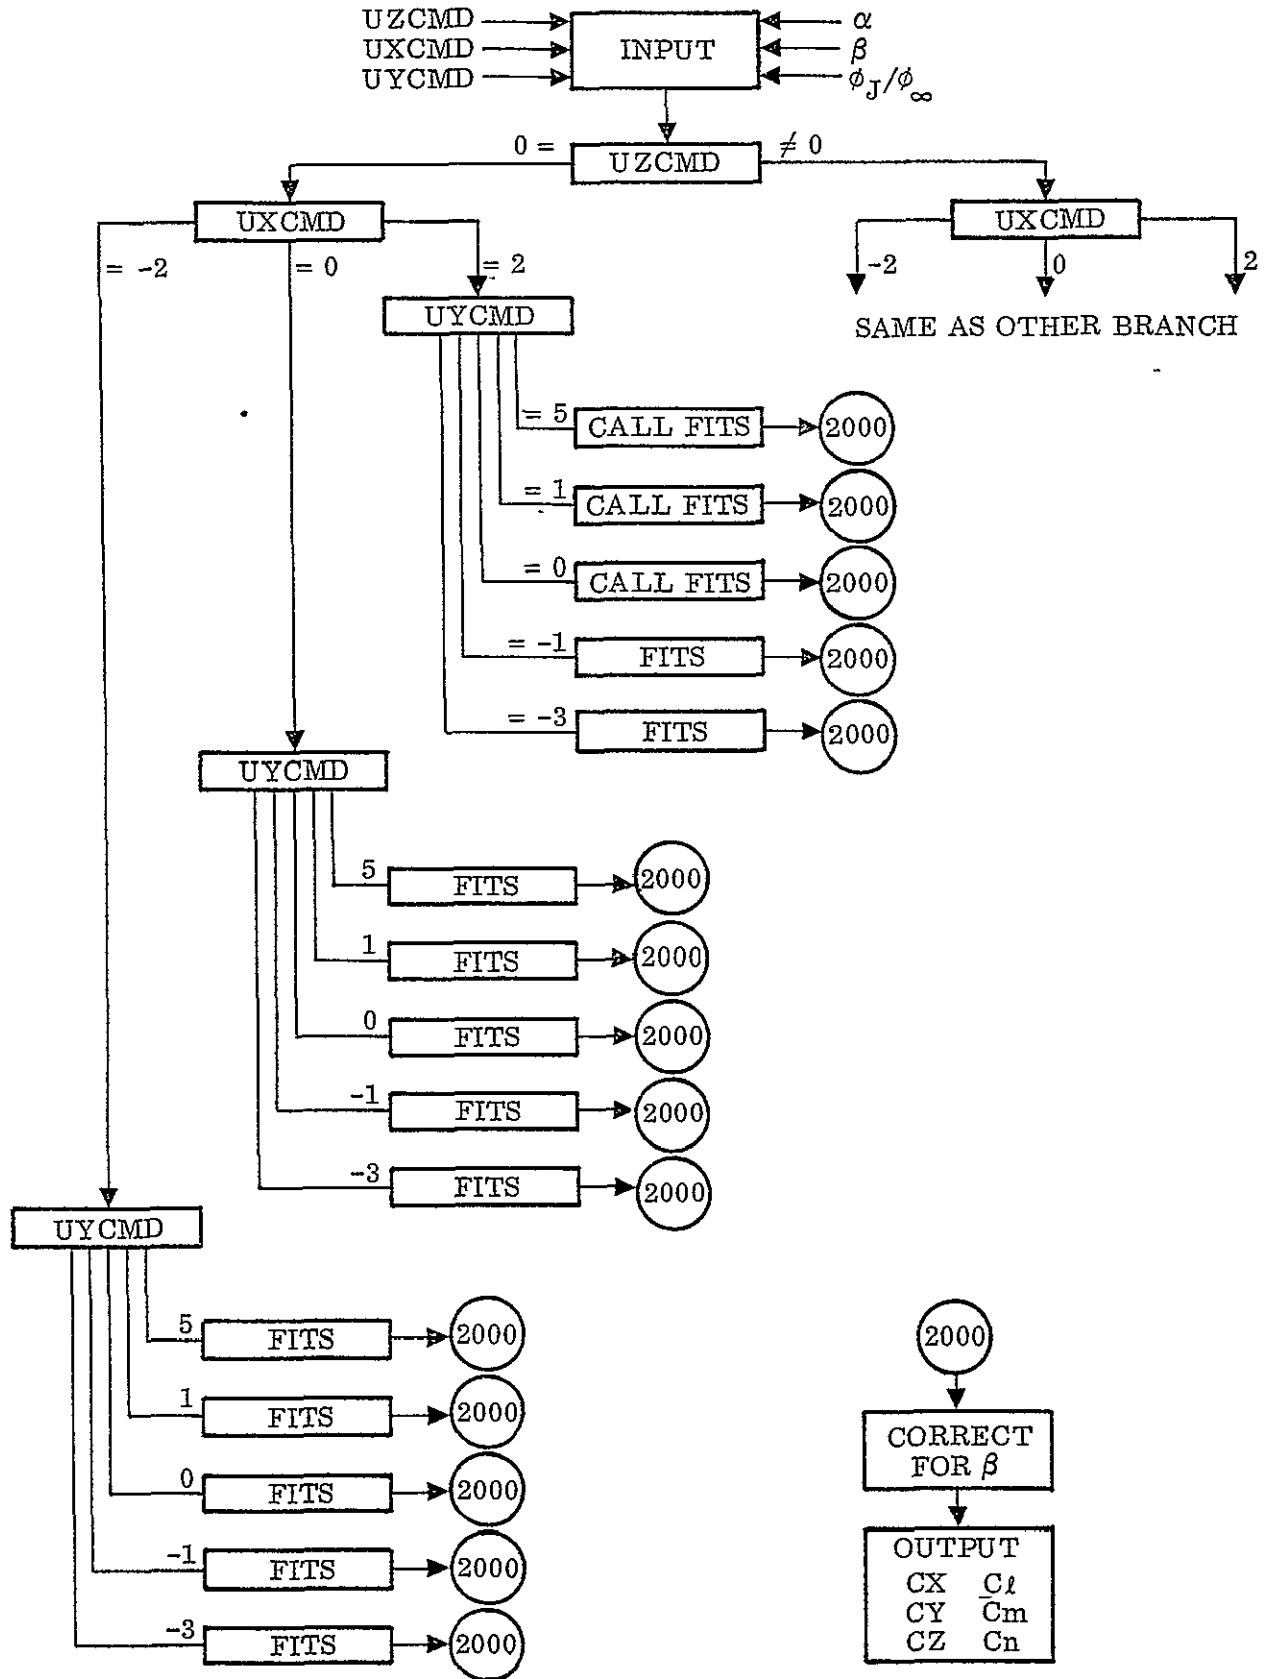 UZCMD
UXCMD
UYCMD
INPUT
α
β
ϕJ/ϕ∞
0 =
UZCMD
≠ 0
UXCMD
= -2
= 0
= 2
UXCMD
-2
0
2
SAME AS OTHER BRANCH
UYCMD
= 5
CALL FITS
2000
= 1
CALL FITS
2000
= 0
CALL FITS
2000
= -1
FITS
2000
= -3
FITS
2000
UYCMD
5
FITS
2000
1
FITS
2000
0
FITS
2000
-1
FITS
2000
-3
FITS
2000
UYCMD
5
FITS
2000
1
FITS
2000
0
FITS
2000
-1
FITS
2000
-3
FITS
2000
2000
CORRECT
FOR β
OUTPUT
CX Cℓ
CY Cm
CZ Cn